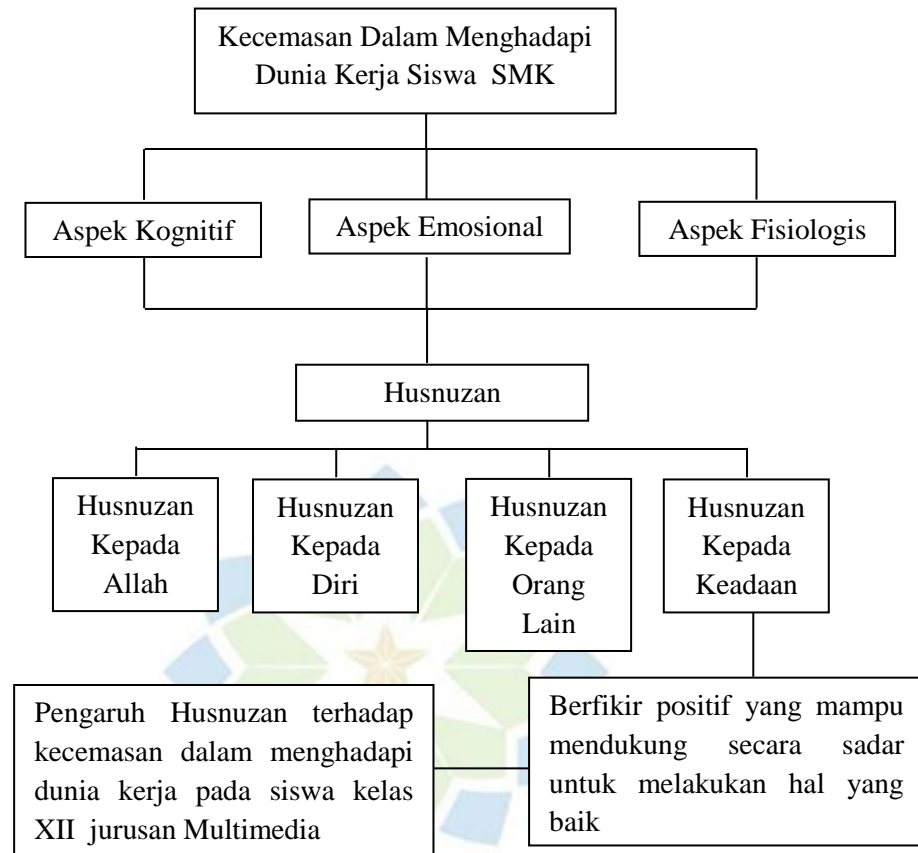 Kecemasan Dalam Menghadapi
Dunia Kerja Siswa SMK
Aspek Kognitif
Aspek Emosional
Aspek Fisiologis
Husnuzan
Husnuzan
Kepada
Allah
Husnuzan
Kepada
Diri
Husnuzan
Kepada
Orang
Lain
Husnuzan
Kepada
Keadaan
Pengaruh Husnuzan terhadap
kecemasan dalam menghadapi
dunia kerja pada siswa kelas
XII jurusan Multimedia
Berfikir positif yang mampu
mendukung secara sadar
untuk melakukan hal yang
baik